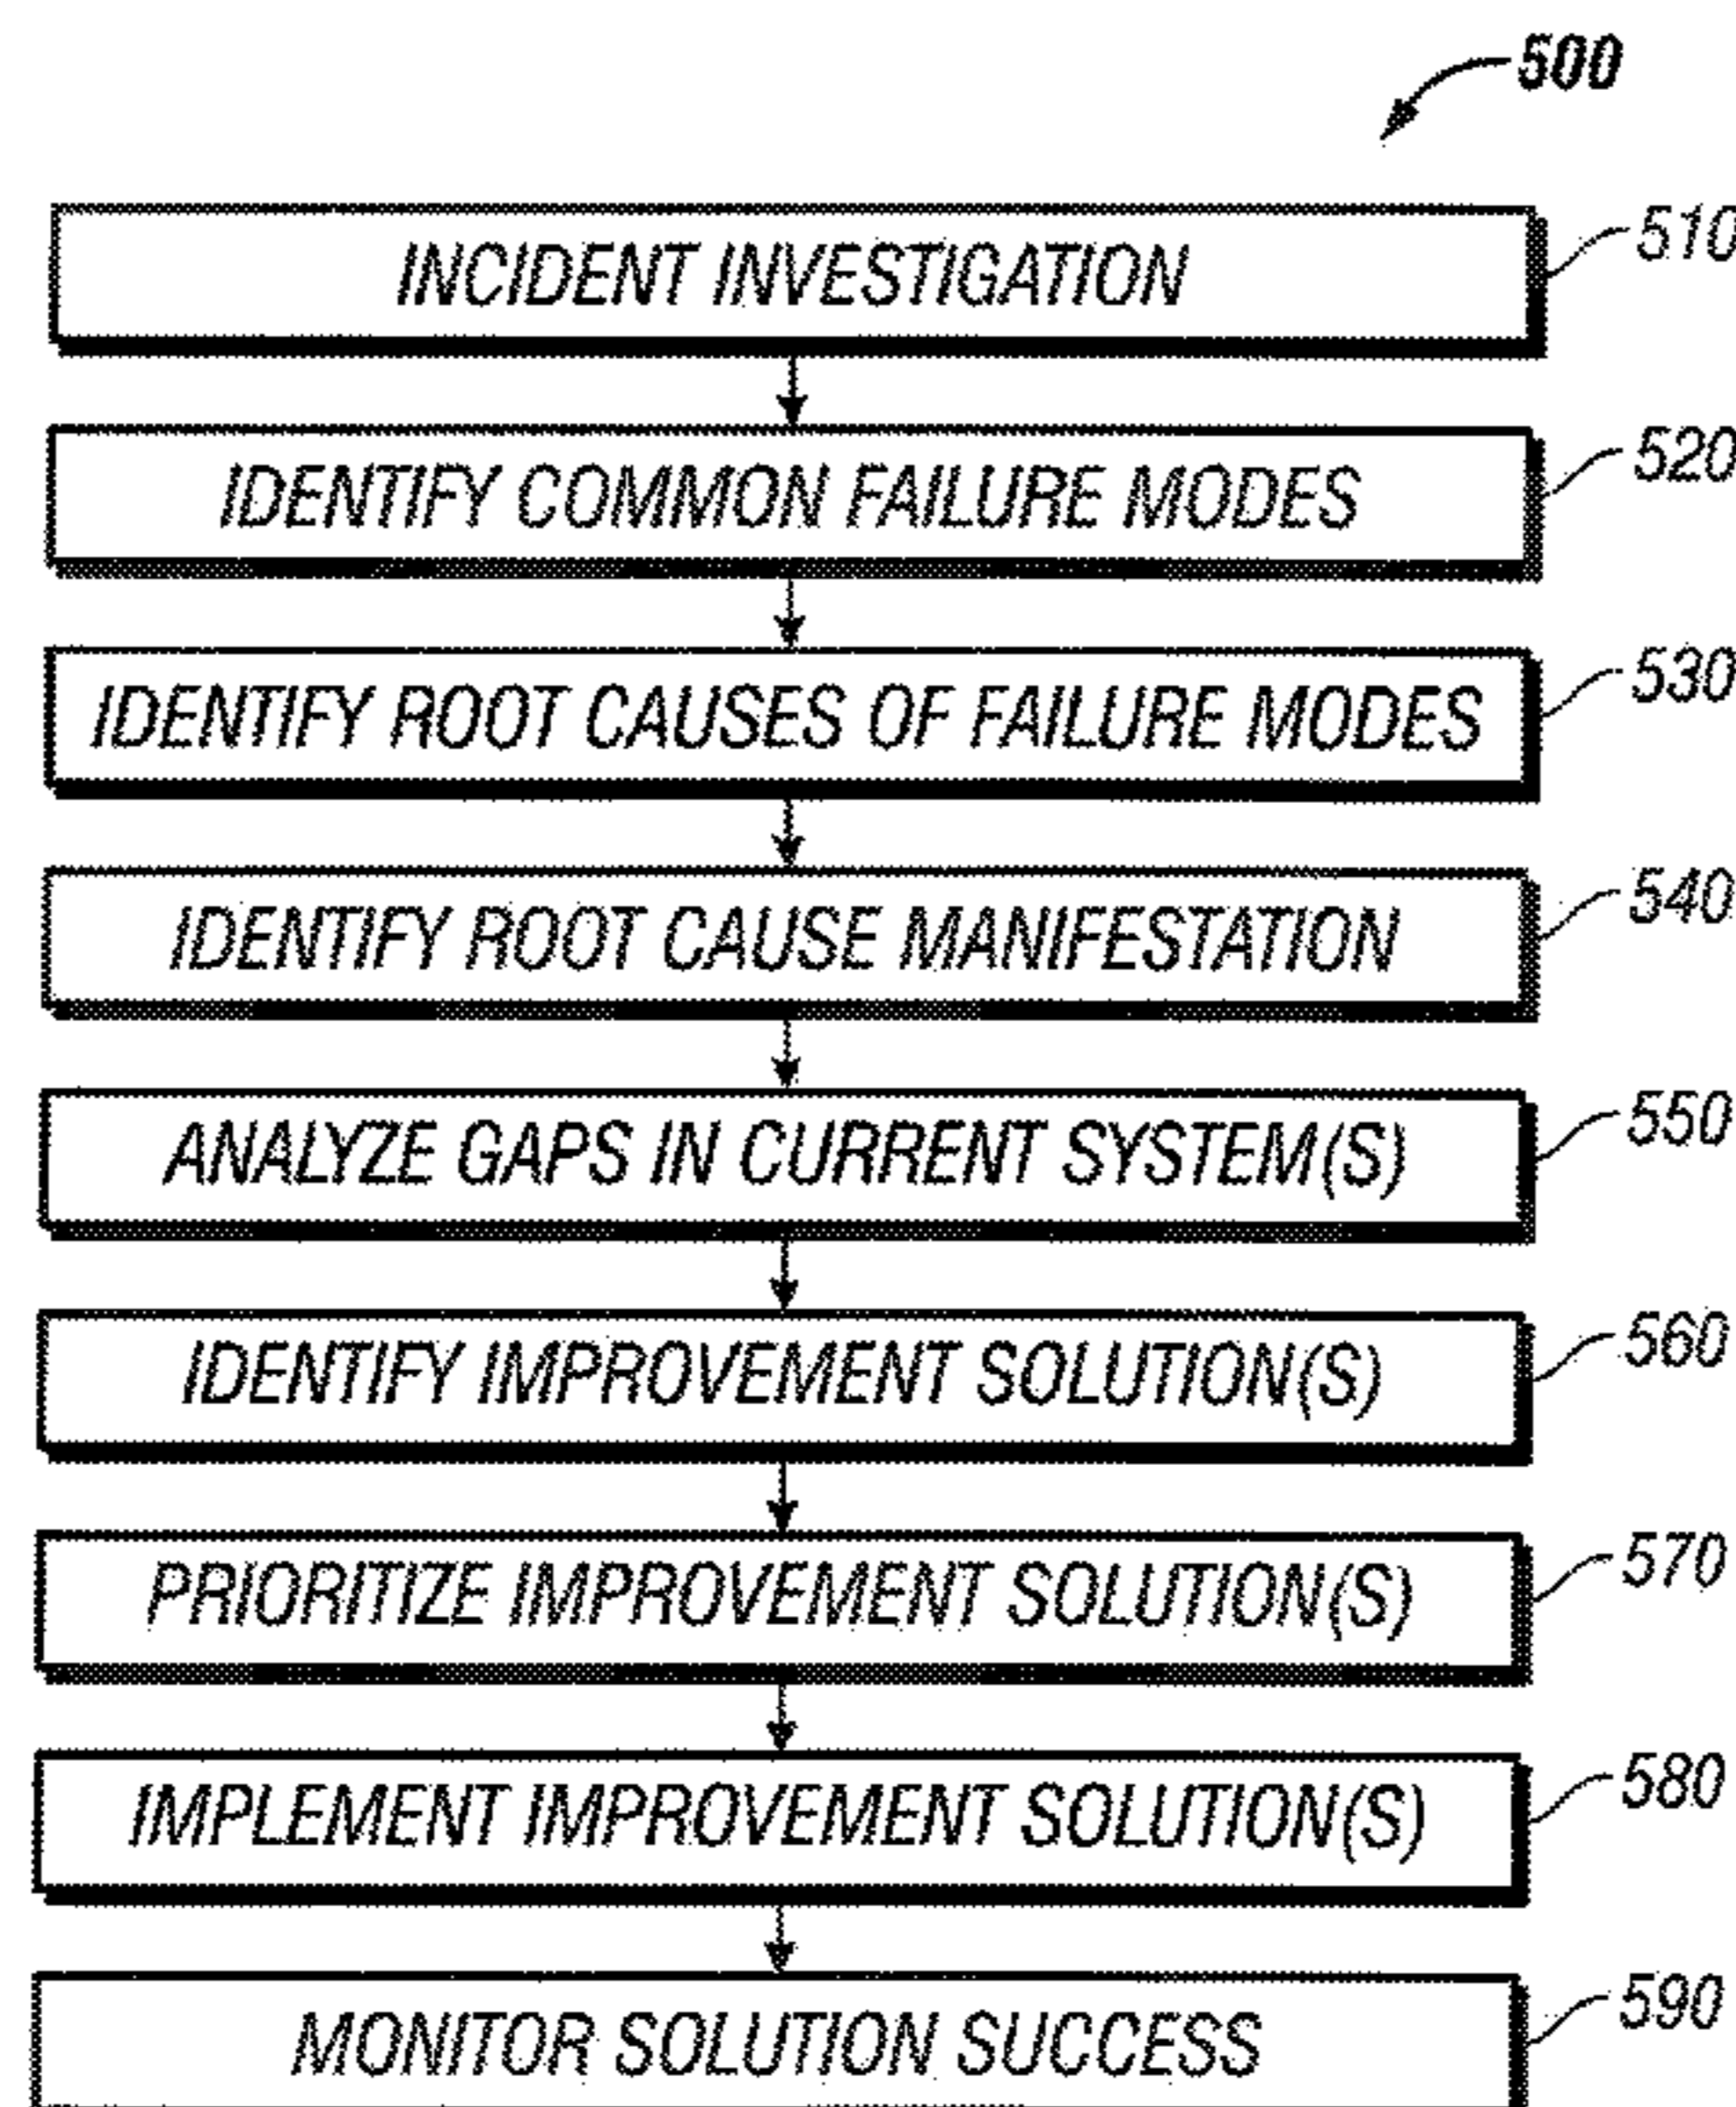 500
INCIDENT INVESTIGATION 510
IDENTIFY COMMON FAILURE MODES 520
IDENTIFY ROOT CAUSES OF FAILURE MODES 530
IDENTIFY ROOT CAUSE MANIFESTATION 540
ANALYZE GAPS IN CURRENT SYSTEM(S) 550
IDENTIFY IMPROVEMENT SOLUTION(S) 560
PRIORITIZE IMPROVEMENT SOLUTION(S) 570
IMPLEMENT IMPROVEMENT SOLUTION(S) 580
MONITOR SOLUTION SUCCESS 590